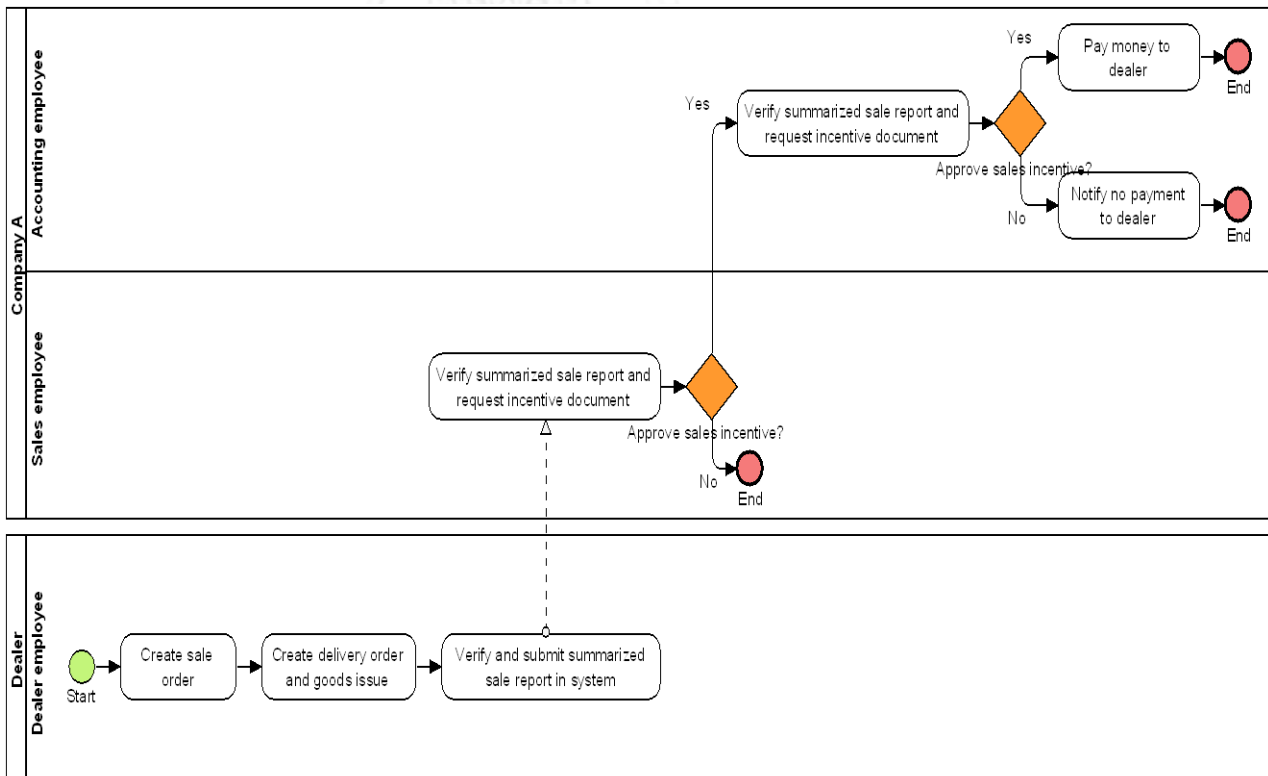 Company A
Accounting employee
Yes
Pay money to
dealer
End
Yes
Verify summarized sale report and
request incentive document
Approve sales incentive?
No
Notify no payment
to dealer
End
Sales employee
Verify summarized sale report and
request incentive document
Approve sales incentive?
No
End
Dealer
Dealer employee
Start
Create sale
order
Create delivery order
and goods issue
Verify and submit summarized
sale report in system